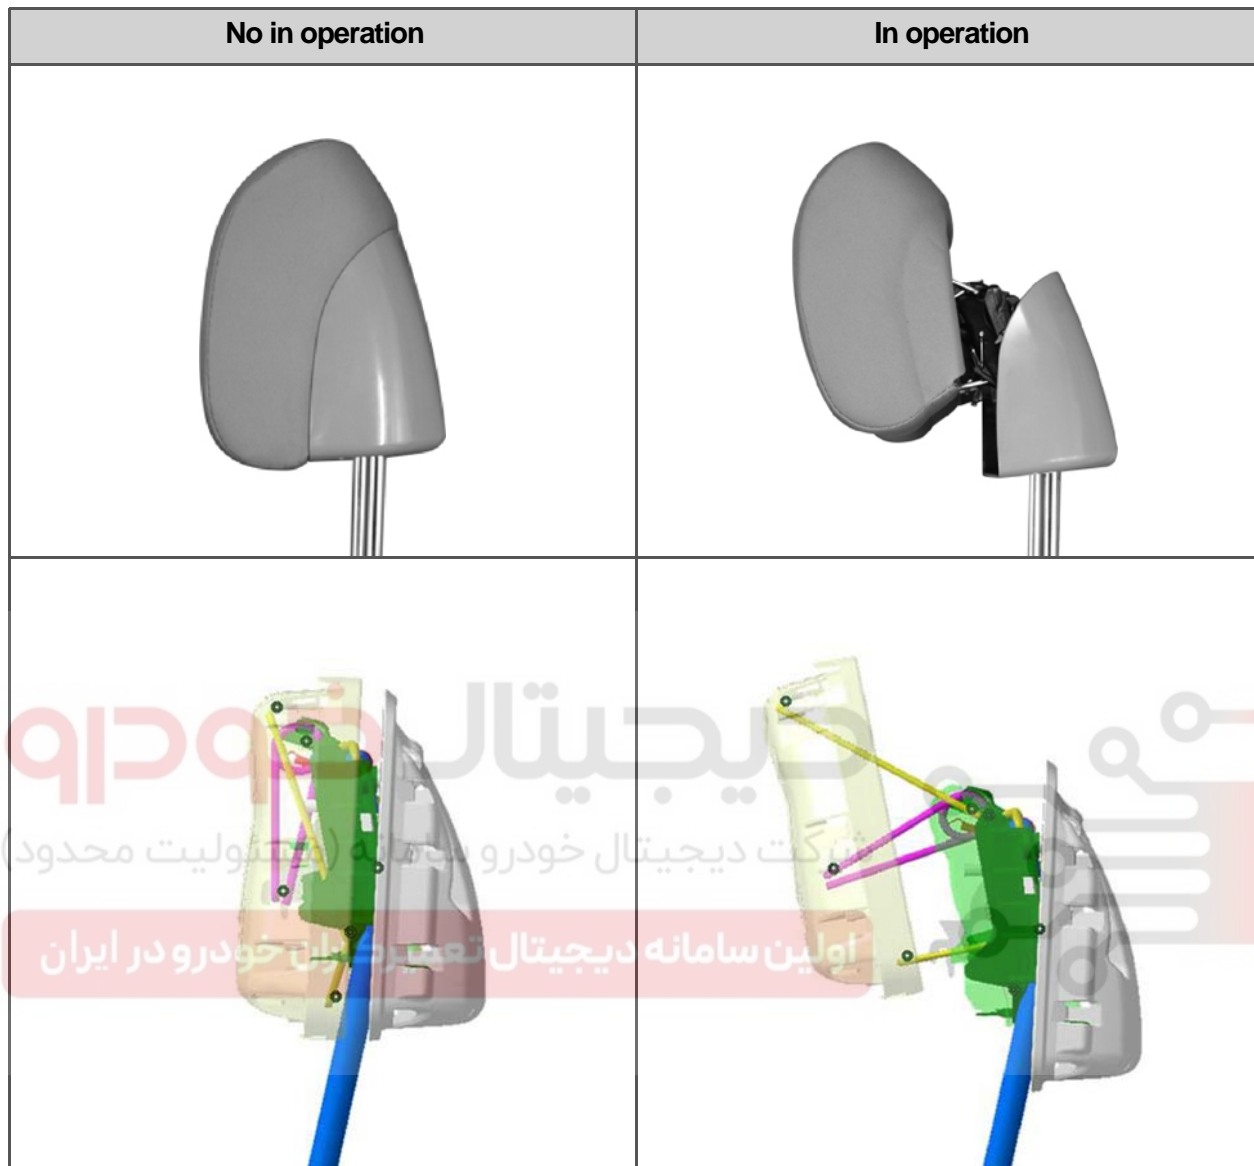 No in operation
In operation
دیجیتال خودرو
شرکت دیجیتال خودرو سامانه (مسئولیت محدود)
اولین سامانه دیجیتال تعمیرکاران خودرو در ایران